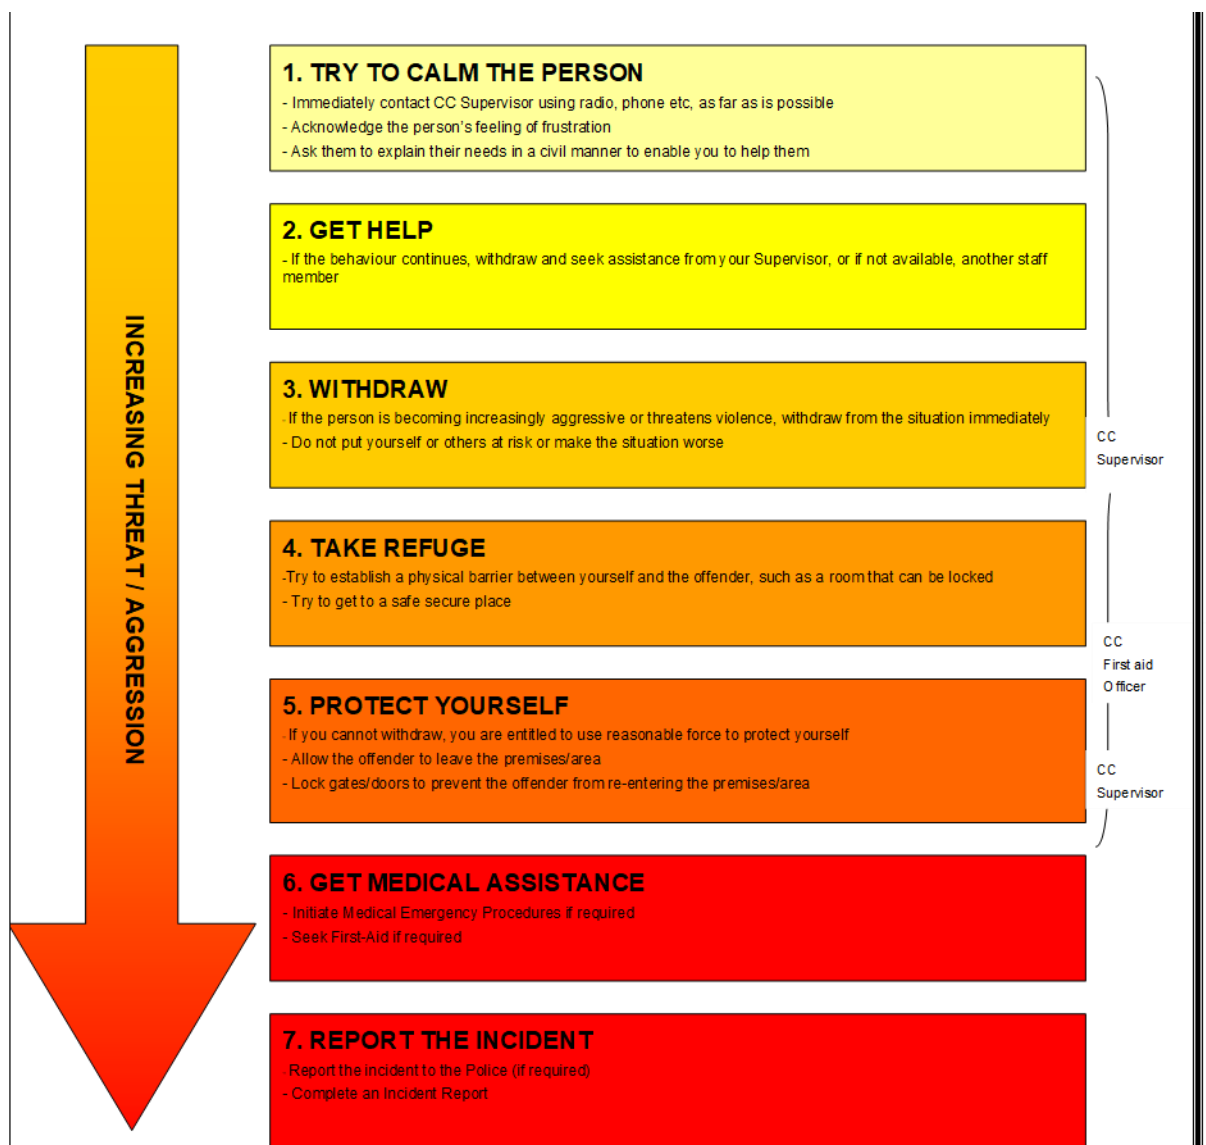 1. TRY TO CALM THE PERSON
- Immediately contact CC Supervisor using radio, phone etc, as far as is possible
- Acknowledge the person's feeling of frustration
- Ask them to explain their needs in a civil manner to enable you to help them
2. GET HELP
- If the behaviour continues, withdraw and seek assistance from your Supervisor, or if not available, another staff
member
3. WITHDRAW
- If the person is becoming increasingly aggressive or threatens violence, withdraw from the situation immediately
- Do not put yourself or others at risk or make the situation worse
CC
Supervisor
INCREASING THREAT / AGGRESSION
4. TAKE REFUGE
-Try to establish a physical barrier between yourself and the offender, such as a room that can be locked
- Try to get to a safe secure place
CC
First aid
Officer
5. PROTECT YOURSELF
- If you cannot withdraw, you are entitled to use reasonable force to protect yourself
- Allow the offender to leave the premises/area
- Lock gates/doors to prevent the offender from re-entering the premises/area
CC
Supervisor
6. GET MEDICAL ASSISTANCE
- Initiate Medical Emergency Procedures if required
- Seek First-Aid if required
7. REPORT THE INCIDENT
- Report the incident to the Police (if required)
- Complete an Incident Report